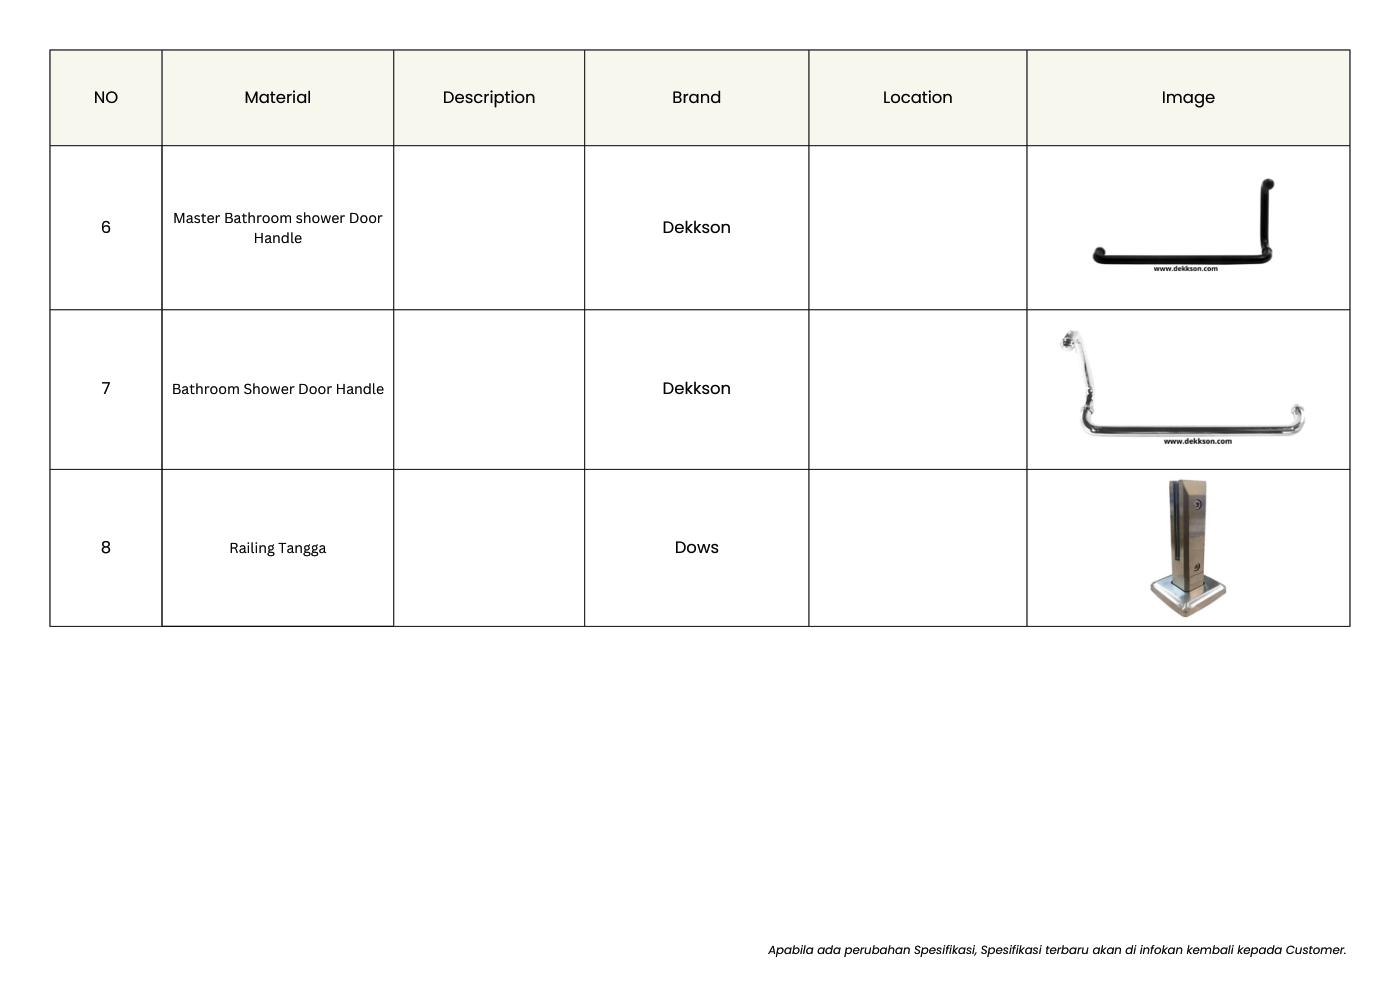 NO Material Description Brand Location Image
6 Master Bathroom shower Door Handle Dekkson
www.dekkson.com
7 Bathroom Shower Door Handle Dekkson
www.dekkson.com
8 Railing Tangga Dows
Apabila ada perubahan Spesifikasi, Spesifikasi terbaru akan di infokan kembali kepada Customer.